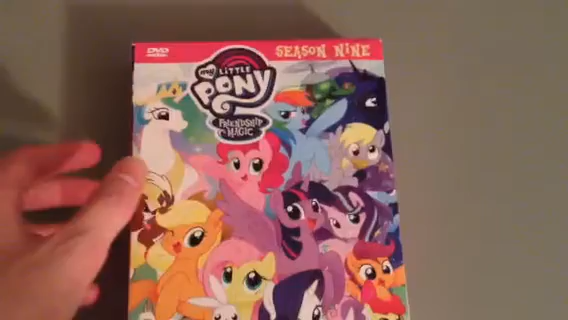 DVD
SEASON NINE
MY LITTLE
PONY
FRIENDSHIP
IS MAGIC